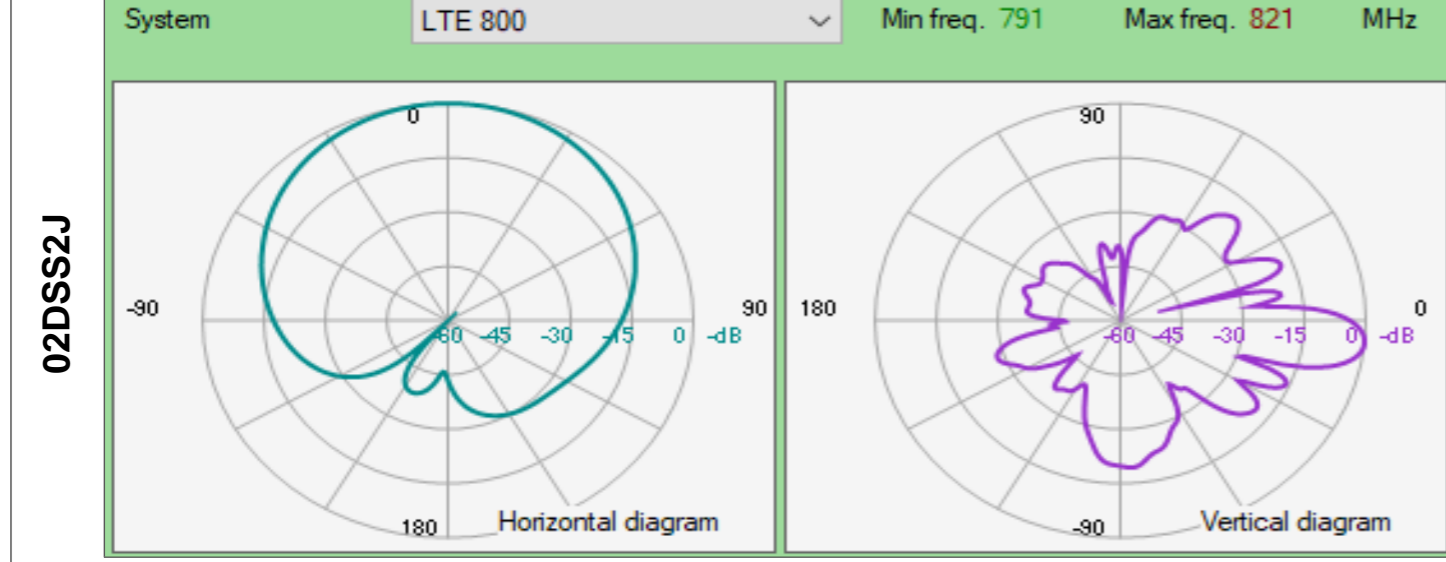 02DSS2J
System LTE 800 Min freq. 791 Max freq. 821 MHz
0
-90 90
-60 -45 -30 -15 0 -dB
180
Horizontal diagram
90
180 0
-60 -45 -30 -15 0 -dB
-90
Vertical diagram